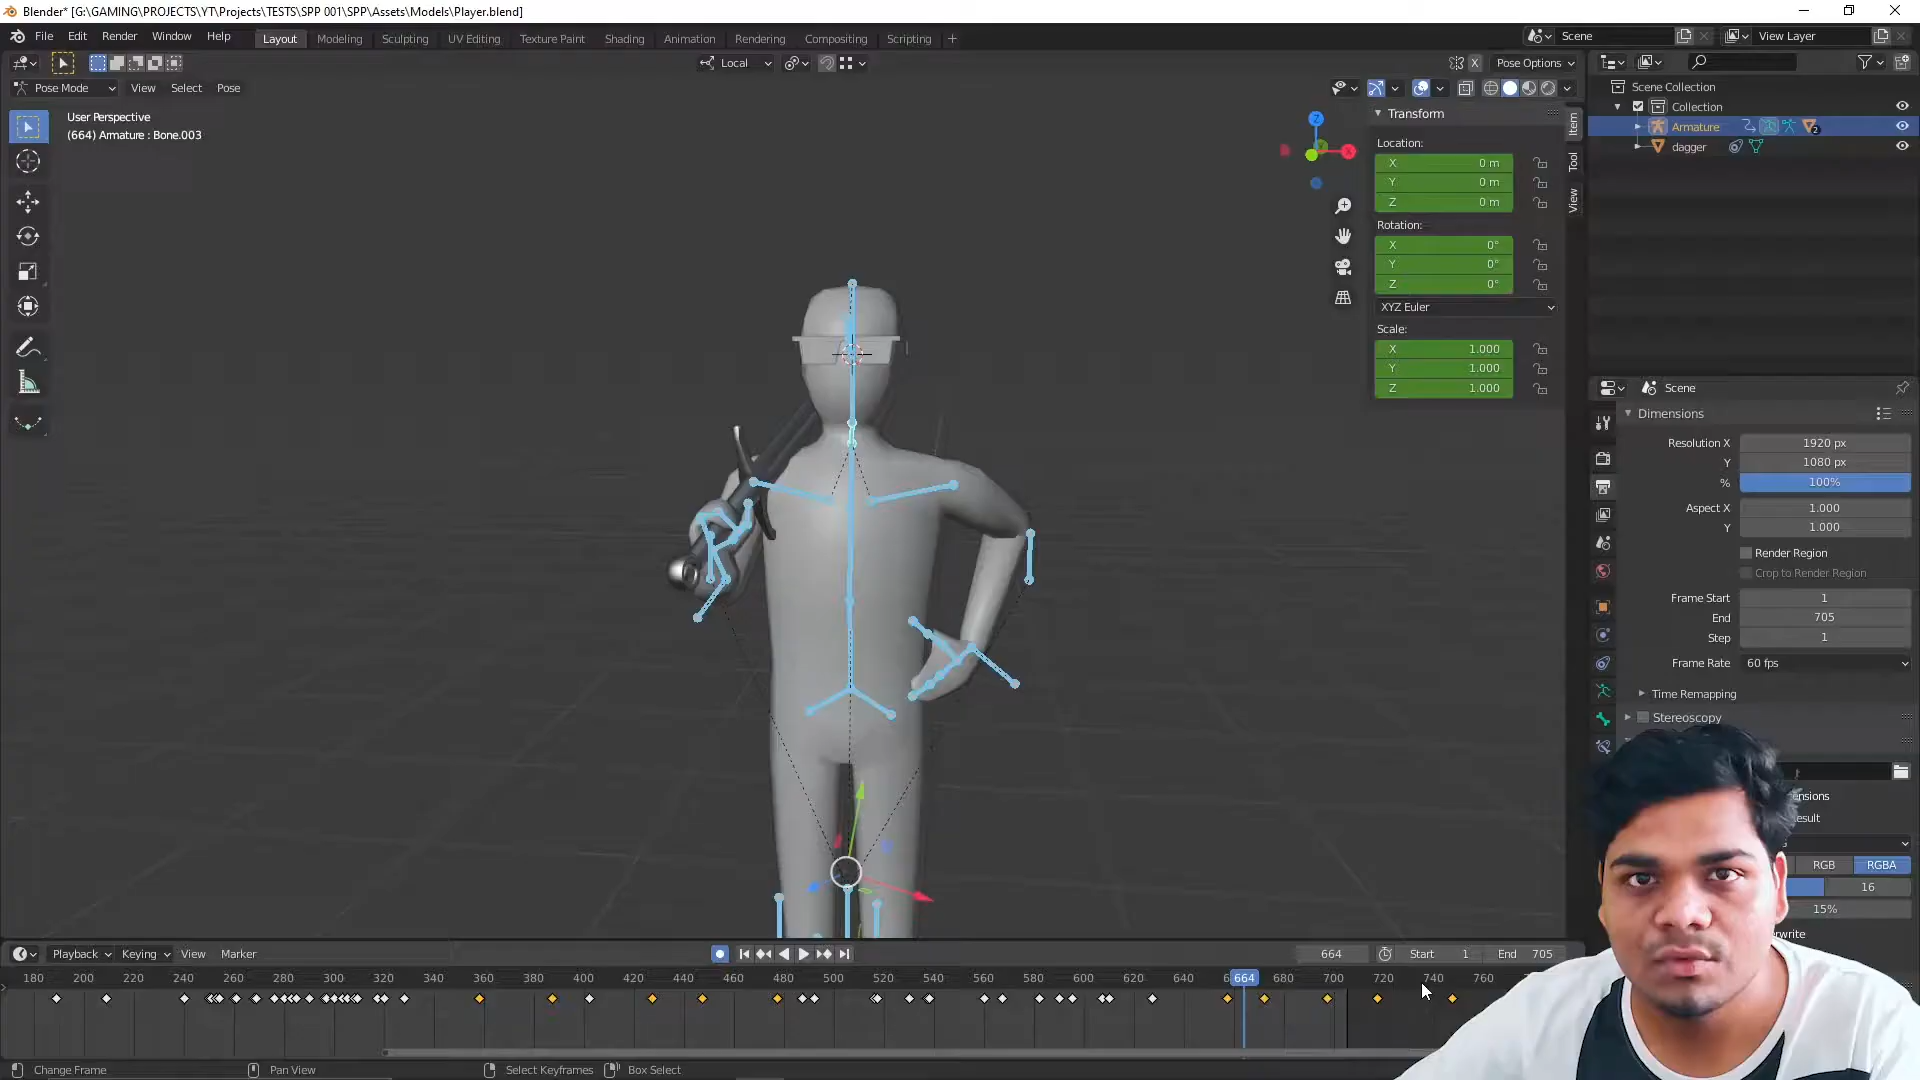 Blender* [G:\GAMING\PROJECTS\YT\Projects\TESTS\SPP 001\SPP\Assets\Models\Player.blend]
File Edit Render Window Help Layout Modeling Sculpting UV Editing Texture Paint Shading Animation Rendering Compositing Scripting + Scene View Layer
Local X Pose Options
Pose Mode View Select Pose
User Perspective
(664) Armature : Bone.003
Transform
Location:
X 0 m
Y 0 m
Z 0 m
Rotation:
X 0°
Y 0°
Z 0°
XYZ Euler
Scale:
X 1.000
Y 1.000
Z 1.000
Item
Tool
View
Z
Scene Collection
Collection
Armature 2
dagger
Scene
Dimensions
Resolution X 1920 px
Y 1080 px
% 100%
Aspect X 1.000
Y 1.000
Render Region
Crop to Render Region
Frame Start 1
End 705
Step 1
Frame Rate 60 fps
Time Remapping
Stereoscopy
ensions
esult
RGB RGBA
16
15%
rwrite
Playback Keying View Marker 664 Start 1 End 705
180 200 220 240 260 280 300 320 340 360 380 400 420 440 460 480 500 520 540 560 580 600 620 640 6 664 680 700 720 740 760
Change Frame Pan View Select Keyframes Box Select